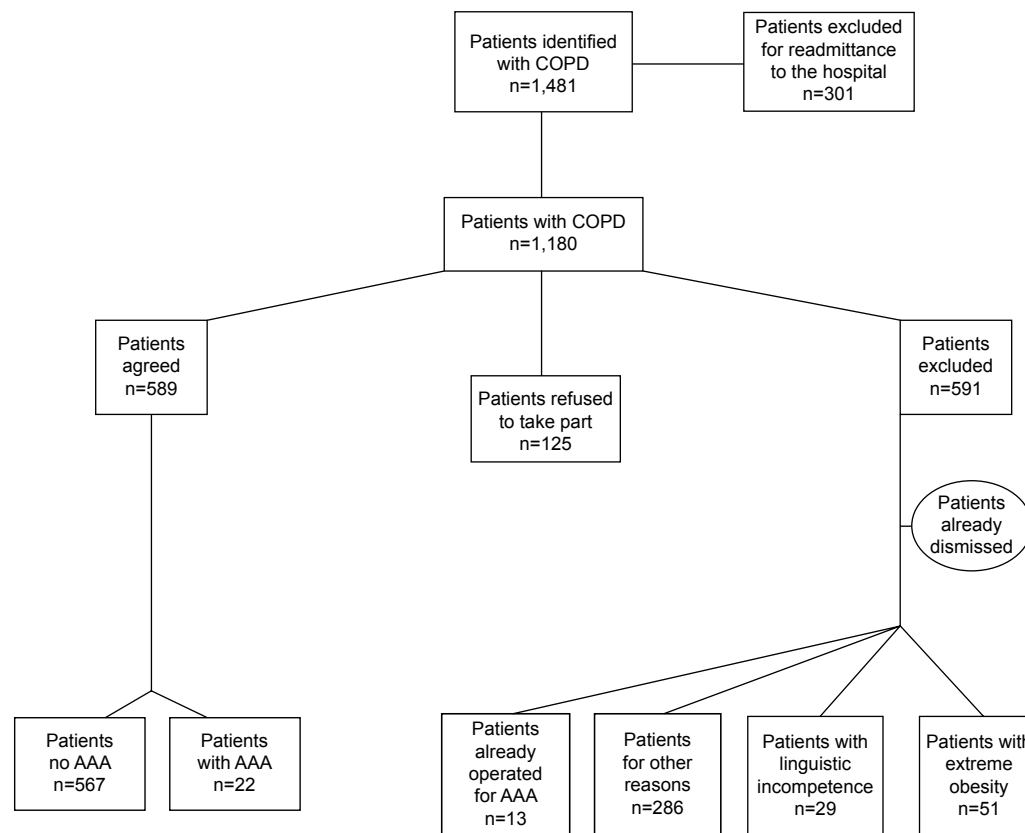 Patients identified
with COPD
n=1,481
Patients excluded
for readmittance
to the hospital
n=301
Patients with COPD
n=1,180
Patients
agreed
n=589
Patients refused
to take part
n=125
Patients
excluded
n=591
Patients
already
dismissed
Patients
no AAA
n=567
Patients
with AAA
n=22
Patients
already
operated
for AAA
n=13
Patients
for other
reasons
n=286
Patients with
linguistic
incompetence
n=29
Patients with
extreme
obesity
n=51